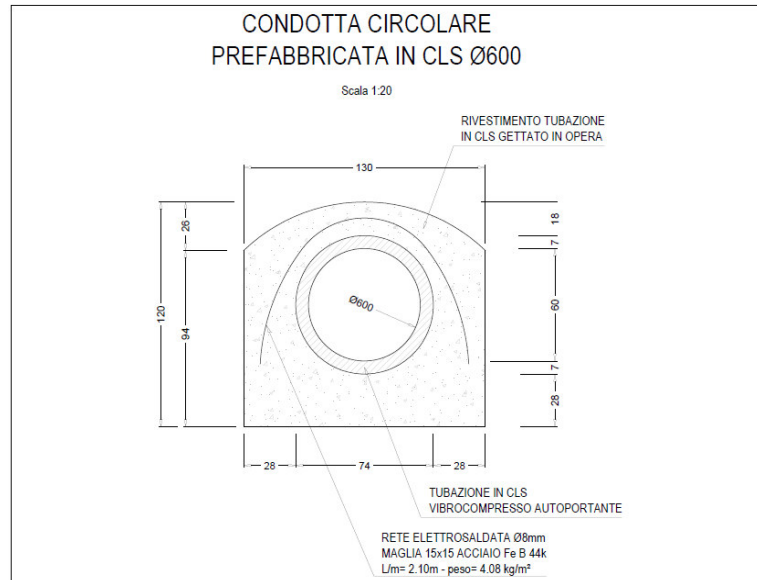 CONDOTTA CIRCOLARE
PREFABBRICATA IN CLS Ø600
Scala 1:20
RIVESTIMENTO TUBAZIONE
IN CLS GETTATO IN OPERA
130
26
18
7
Ø600
60
120
94
7
28
28
74
28
TUBAZIONE IN CLS
VIBROCOMPRESSO AUTOPORTANTE
RETE ELETTROSALDATA Ø8mm
MAGLIA 15x15 ACCIAIO Fe B 44k
L/m= 2.10m - peso= 4.08 kg/m²